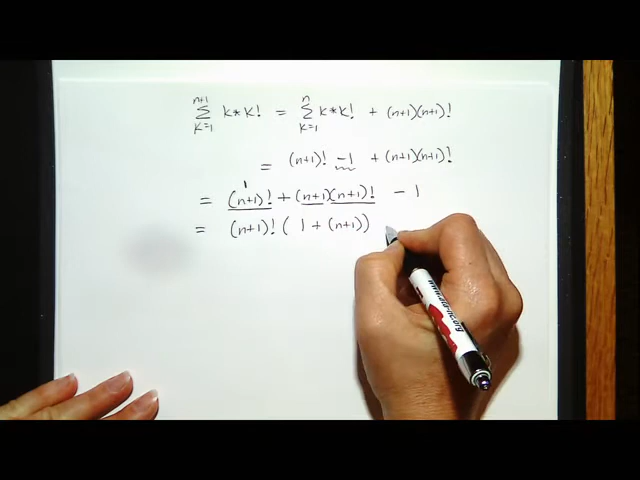 n+1 Σ k=1 k*k! = n Σ k=1 k*k! + (n+1)(n+1)!
= (n+1)! -1 + (n+1)(n+1)!
1
= (n+1)! + (n+1)(n+1)! - 1
= (n+1)! ( 1 + (n+1))